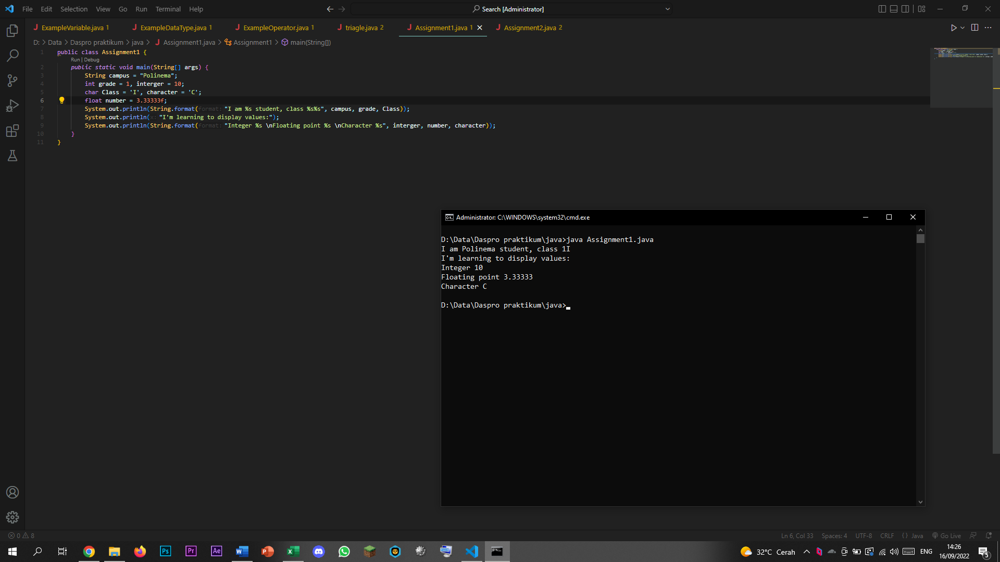 File Edit Selection View Go Run Terminal Help
Search [Administrator]
ExampleVariable.java 1 ExampleDataType.java 1 ExampleOperator.java 1 triagle.java 2 Assignment1.java 1 Assignment2.java 2
D: > Data > Daspro praktikum > java > Assignment1.java > Assignment1 > main(String[])
1 public class Assignment1 {
Run | Debug
2 public static void main(String[] args) {
3 String campus = "Polinema";
4 int grade = 1, interger = 10;
5 char Class = 'I', character = 'C';
6 float number = 3.33333f;
7 System.out.println(String.format(format: "I am %s student, class %s%s", campus, grade, Class));
8 System.out.println(x: "I'm learning to display values:");
9 System.out.println(String.format(format: "Integer %s \nFloating point %s \nCharacter %s", interger, number, character));
10 }
11 }
Administrator: C:\WINDOWS\system32\cmd.exe
D:\Data\Daspro praktikum\java>java Assignment1.java
I am Polinema student, class 1I
I'm learning to display values:
Integer 10
Floating point 3.33333
Character C
D:\Data\Daspro praktikum\java>
0 8 Ln 6, Col 33 Spaces: 4 UTF-8 CRLF {} Java Go Live
Ps Pr Ae 32°C Cerah ENG 14:26
16/09/2022 5